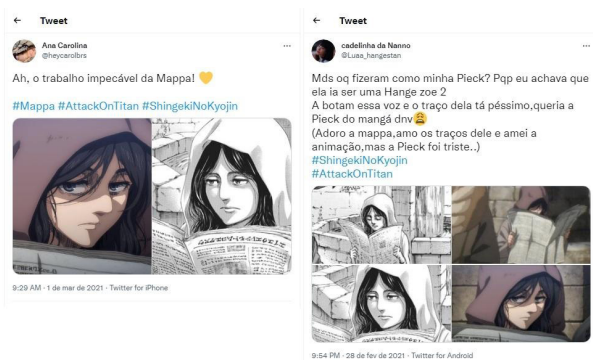 Tweet
Ana Carolina
@heycarolbrs
Ah, o trabalho impecável da Mappa! 💛
#Mappa #AttackOnTitan #ShingekiNoKyojin
9:29 AM · 1 de mar de 2021 · Twitter for iPhone
Tweet
cadelinha da Nanno
@Luaa_hangestan
Mds oq fizeram como minha Pieck? Pqp eu achava que
ela ia ser uma Hange zoe 2
A botam essa voz e o traço dela tá péssimo,queria a
Pieck do mangá dnv😩
(Adoro a mappa,amo os traços dele e amei a
animação,mas a Pieck foi triste..)
#ShingekiNoKyojin
#AttackOnTitan
9:54 PM · 28 de fev de 2021 · Twitter for Android